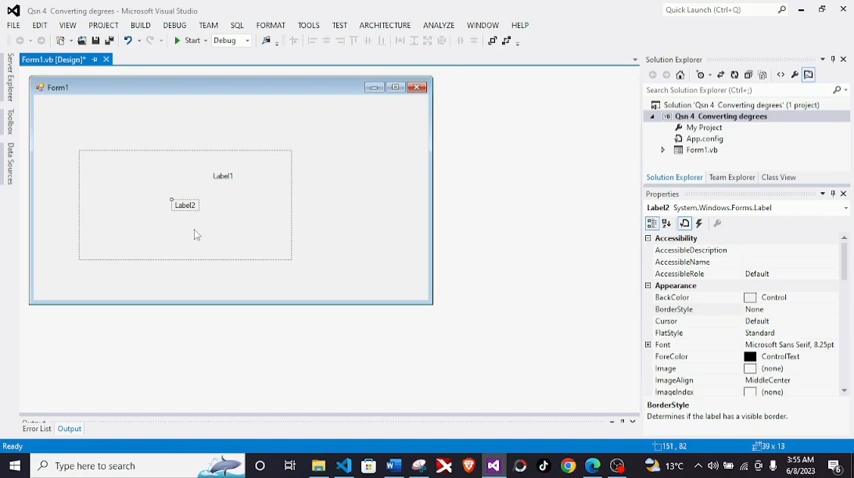 Qsn 4 Converting degrees - Microsoft Visual Studio
Quick Launch (Ctrl+Q)
FILE EDIT VIEW PROJECT BUILD DEBUG TEAM SQL FORMAT TOOLS TEST ARCHITECTURE ANALYZE WINDOW HELP
Start Debug
Form1.vb [Design]*
Server Explorer
Toolbox
Data Sources
Form1
Label1
Label2
Solution Explorer
Search Solution Explorer (Ctrl+;)
Solution 'Qsn 4 Converting degrees' (1 project)
Qsn 4 Converting degrees
My Project
App.config
Form1.vb
Solution Explorer Team Explorer Class View
Properties
Label2 System.Windows.Forms.Label
Accessibility
AccessibleDescription
AccessibleName
AccessibleRole Default
Appearance
BackColor Control
BorderStyle None
Cursor Default
FlatStyle Standard
Font Microsoft Sans Serif, 8.25pt
ForeColor ControlText
Image (none)
ImageAlign MiddleCenter
ImageIndex (none)
BorderStyle
Determines if the label has a visible border.
Output
Error List Output
Ready
151, 82
39 x 13
Type here to search
13°C
3:55 AM
6/8/2023